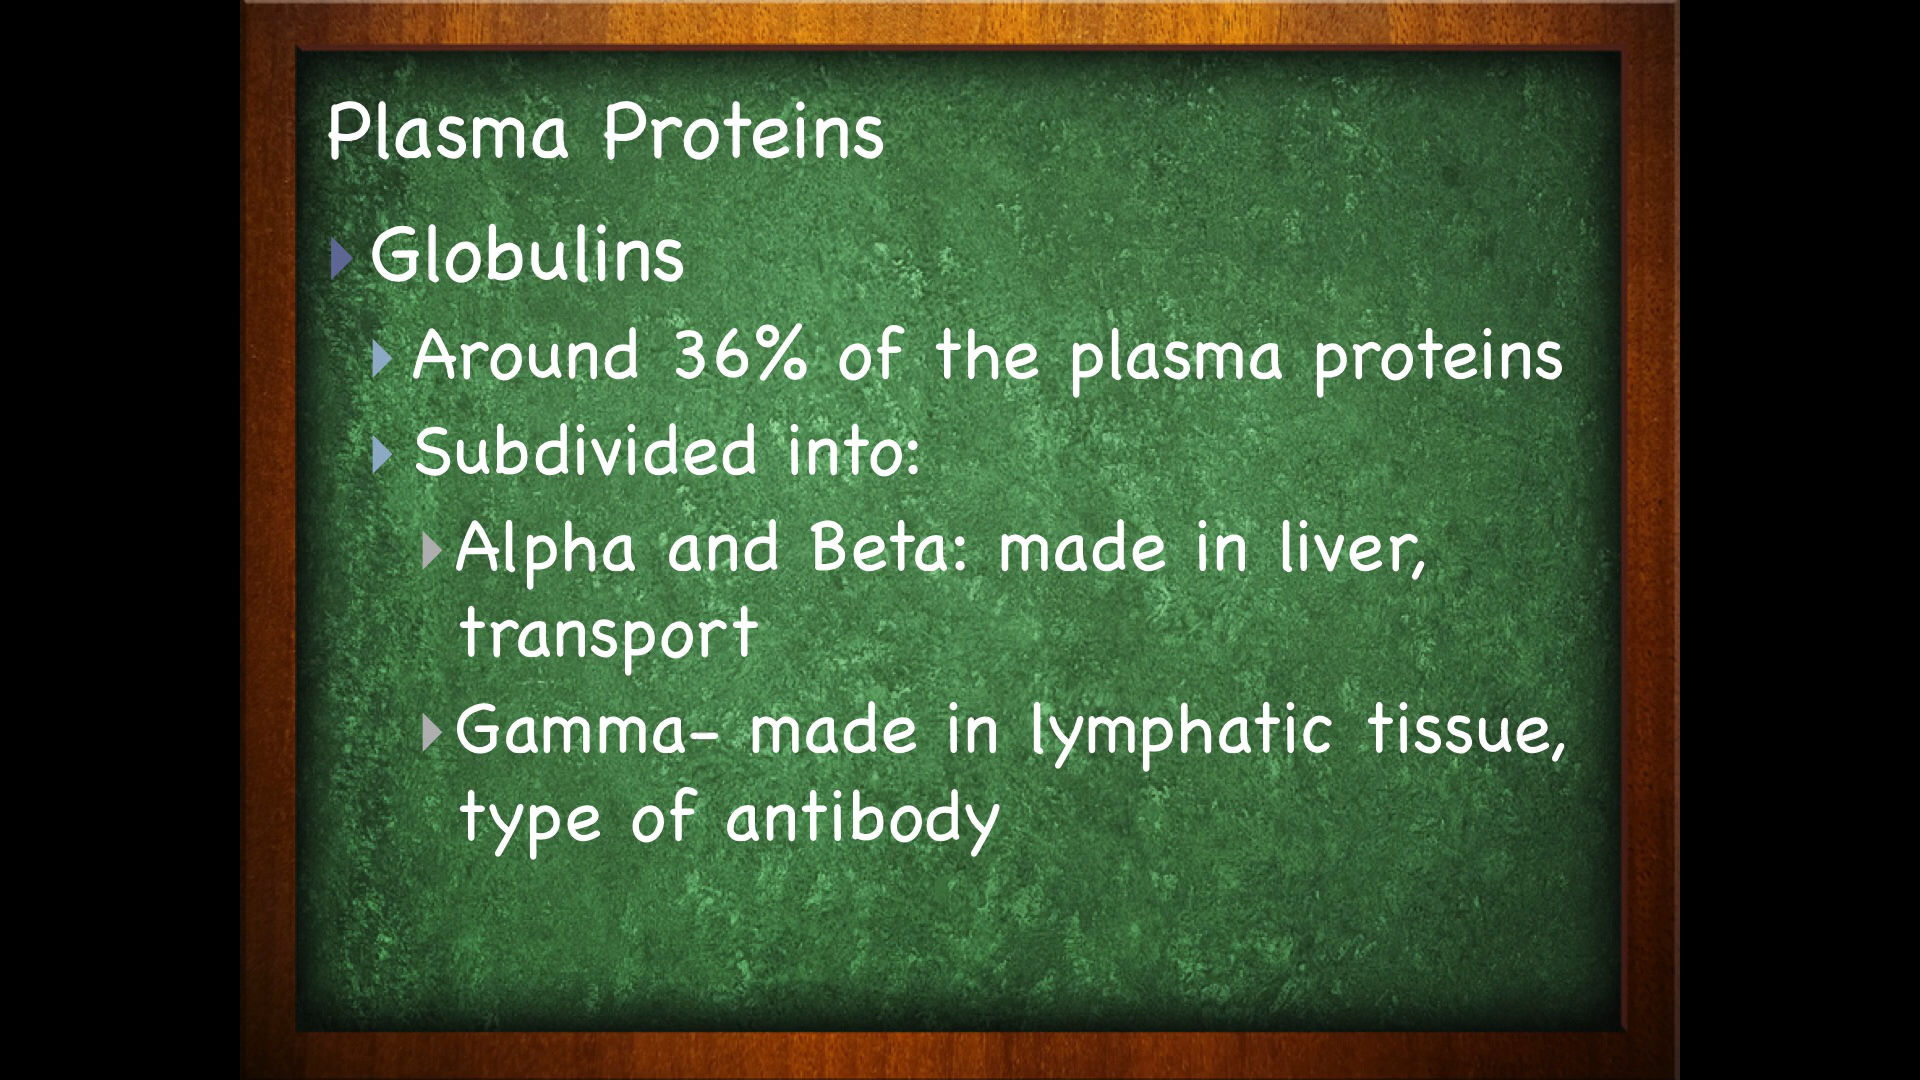 Plasma Proteins
Globulins
Around 36% of the plasma proteins
Subdivided into:
Alpha and Beta: made in liver,
transport
Gamma- made in lymphatic tissue,
type of antibody